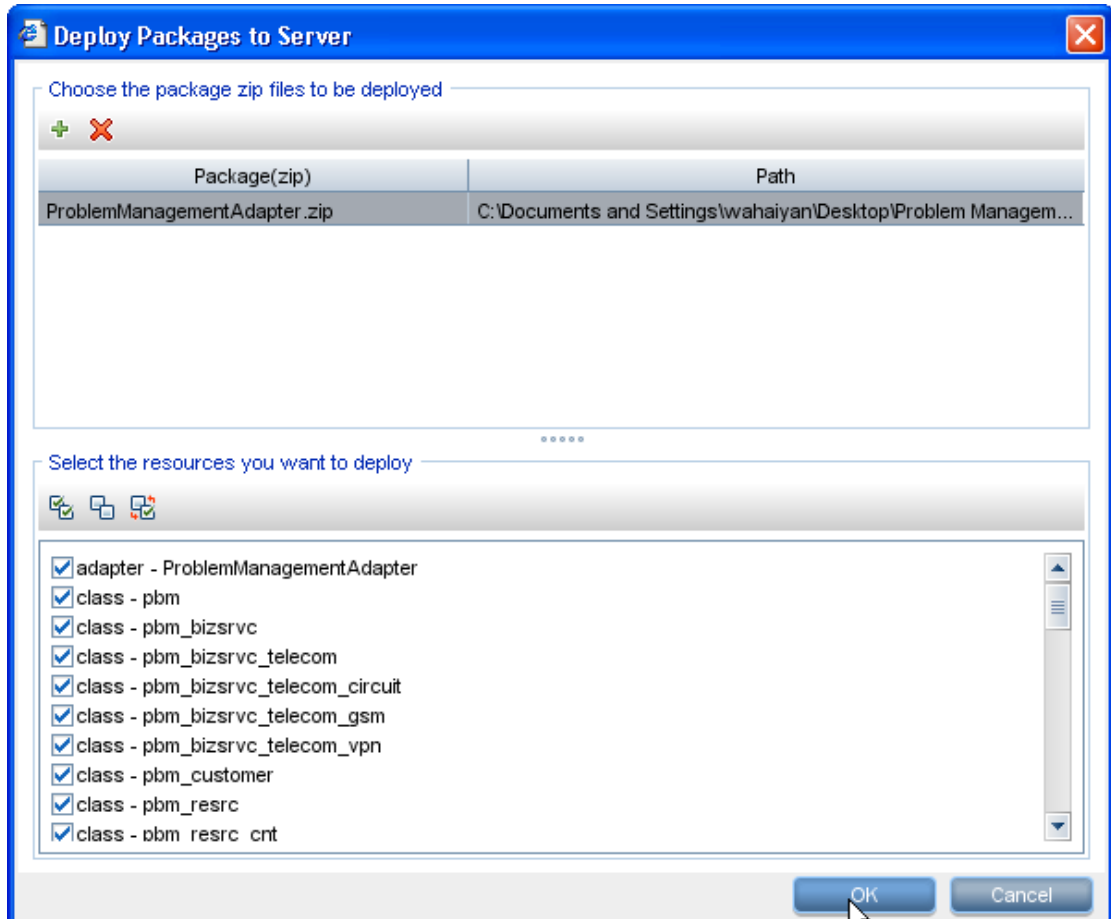 Deploy Packages to Server
Choose the package zip files to be deployed
Package(zip) Path
ProblemManagementAdapter.zip C:\Documents and Settings\wahaiyan\Desktop\Problem Managem...
Select the resources you want to deploy
adapter - ProblemManagementAdapter
class - pbm
class - pbm_bizsrvc
class - pbm_bizsrvc_telecom
class - pbm_bizsrvc_telecom_circuit
class - pbm_bizsrvc_telecom_gsm
class - pbm_bizsrvc_telecom_vpn
class - pbm_customer
class - pbm_resrc
class - pbm_resrc_cnt
OK Cancel